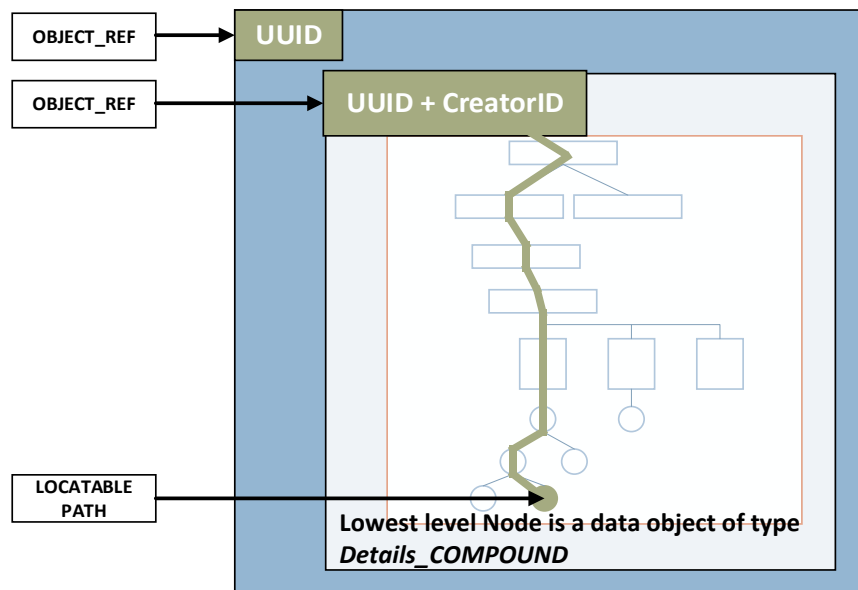 OBJECT_REF
UUID
OBJECT_REF
UUID + CreatorID
LOCATABLE
PATH
Lowest level Node is a data object of type
Details_COMPOUND